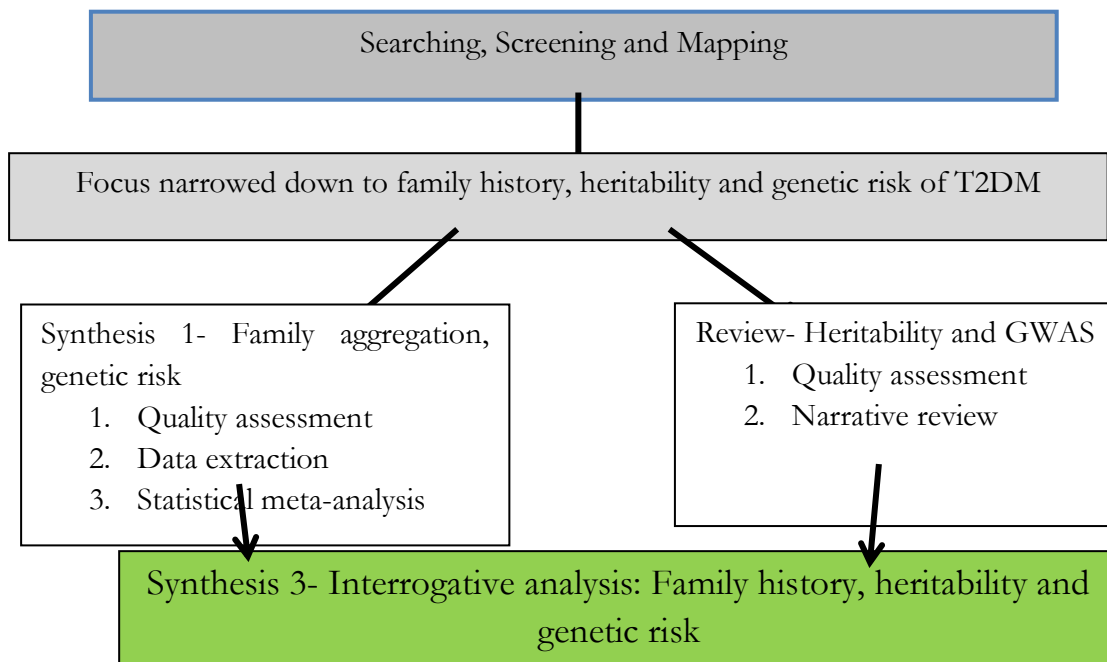 Searching, Screening and Mapping
Focus narrowed down to family history, heritability and genetic risk of T2DM
Synthesis 1- Family aggregation,
genetic risk
1. Quality assessment
2. Data extraction
3. Statistical meta-analysis
Review- Heritability and GWAS
1. Quality assessment
2. Narrative review
Synthesis 3- Interrogative analysis: Family history, heritability and
genetic risk